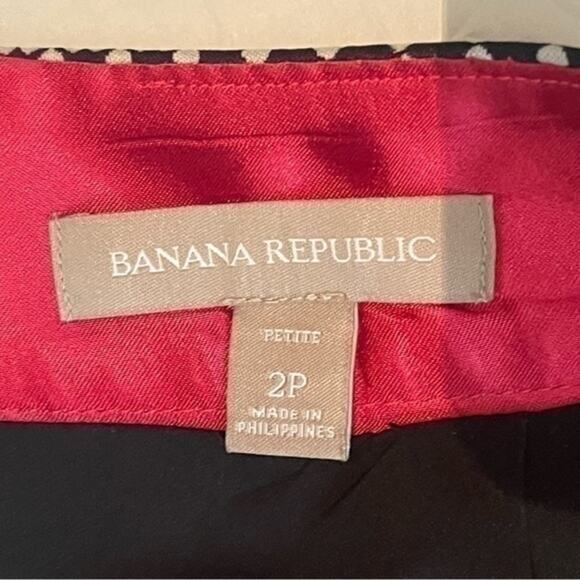 BANANA REPUBLIC
PETITE
2P
MADE IN
PHILIPPINES